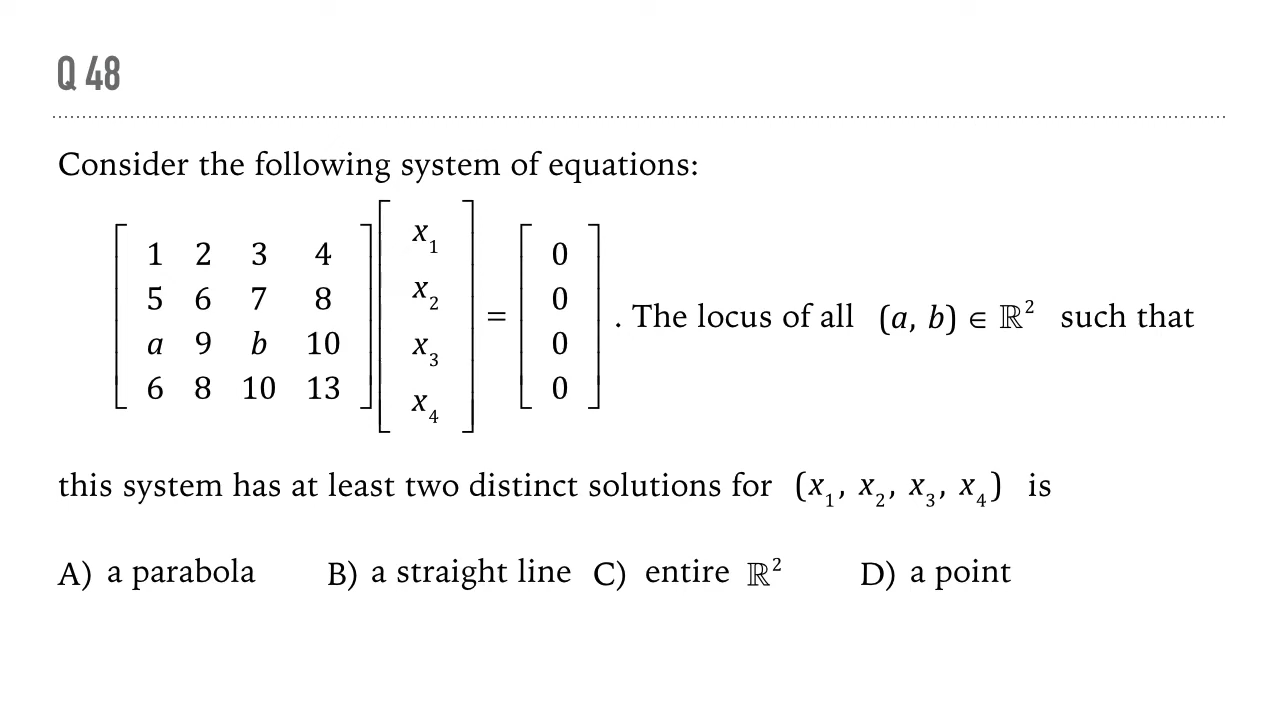 Q 48
Consider the following system of equations:
[1 2 3 4; 5 6 7 8; a 9 b 10; 6 8 10 13] [x₁; x₂; x₃; x₄] = [0; 0; 0; 0] . The locus of all (a, b) ∈ ℝ² such that
this system has at least two distinct solutions for (x₁, x₂, x₃, x₄) is
A) a parabola B) a straight line C) entire ℝ² D) a point